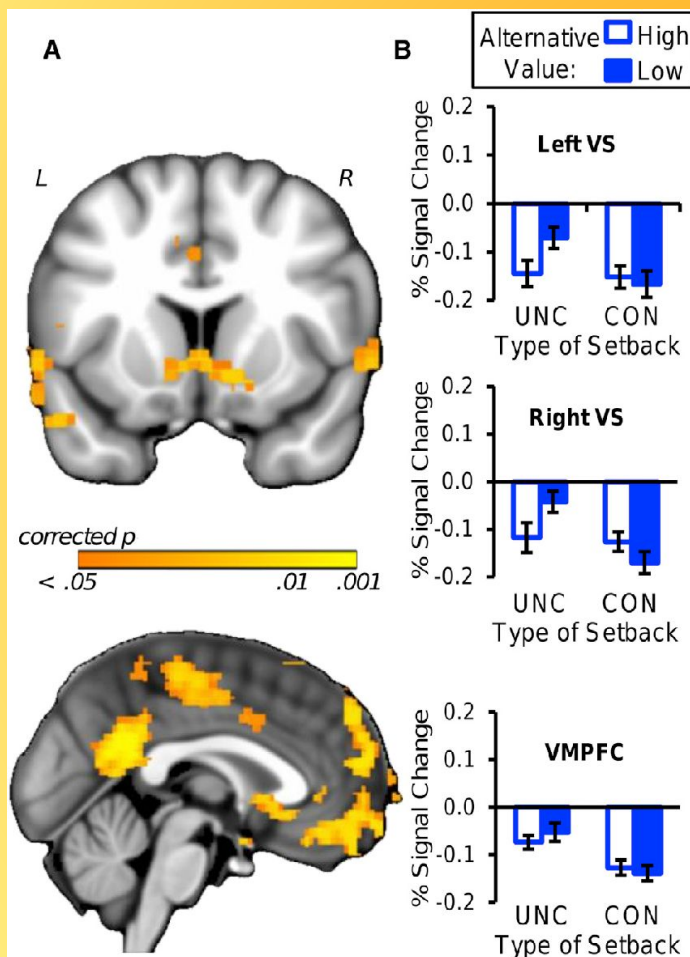 A
L
R
corrected p
< .05 .01 .001
B
Alternative High
Value: Low
0.2
Left VS
0.1
0.0
-0.1
-0.2
% Signal Change
UNC CON
Type of Setback
0.2
Right VS
0.1
0.0
-0.1
-0.2
% Signal Change
UNC CON
Type of Setback
0.2
VMPFC
0.1
0.0
-0.1
-0.2
% Signal Change
UNC CON
Type of Setback